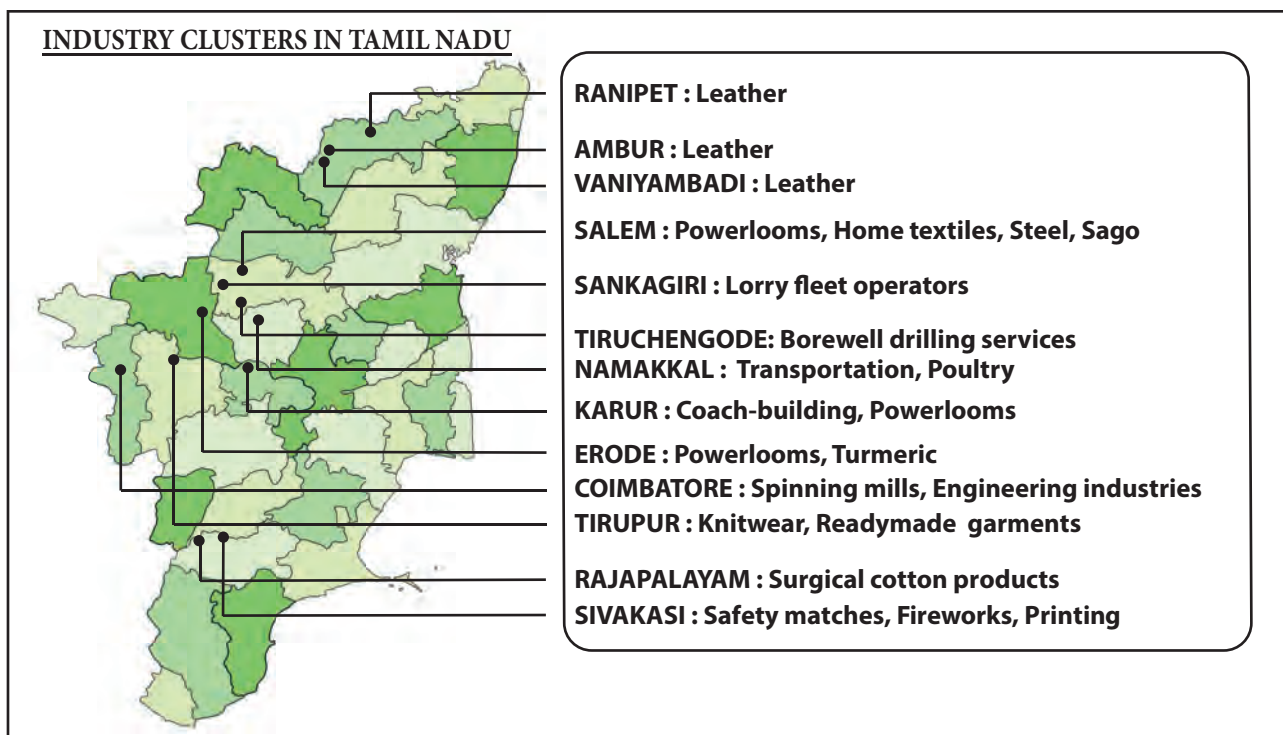 INDUSTRY CLUSTERS IN TAMIL NADU
RANIPET : Leather
AMBUR : Leather
VANIYAMBADI : Leather
SALEM : Powerlooms, Home textiles, Steel, Sago
SANKAGIRI : Lorry fleet operators
TIRUCHENGODE: Borewell drilling services
NAMAKKAL : Transportation, Poultry
KARUR : Coach-building, Powerlooms
ERODE : Powerlooms, Turmeric
COIMBATORE : Spinning mills, Engineering industries
TIRUPUR : Knitwear, Readymade garments
RAJAPALAYAM : Surgical cotton products
SIVAKASI : Safety matches, Fireworks, Printing